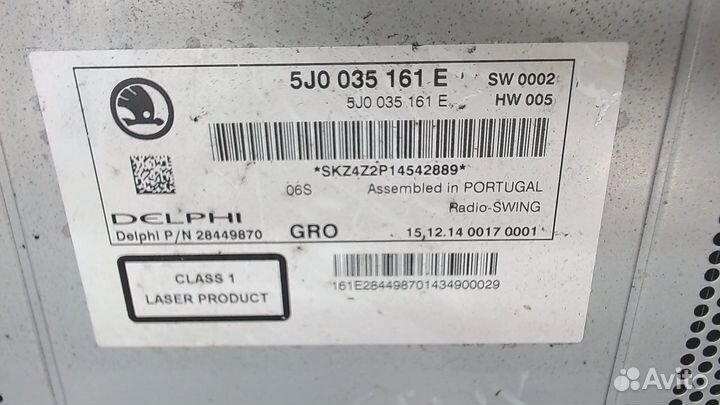 5J0 035 161 E SW 0002
5J0 035 161 E HW 005
*SKZ4Z2P14542889*
06S Assembled in PORTUGAL
Radio-SWING
DELPHI
Delphi P/N 28449870 GRO 15.12.14 0017 0001
CLASS 1
LASER PRODUCT
161E284498701434900029
Avito